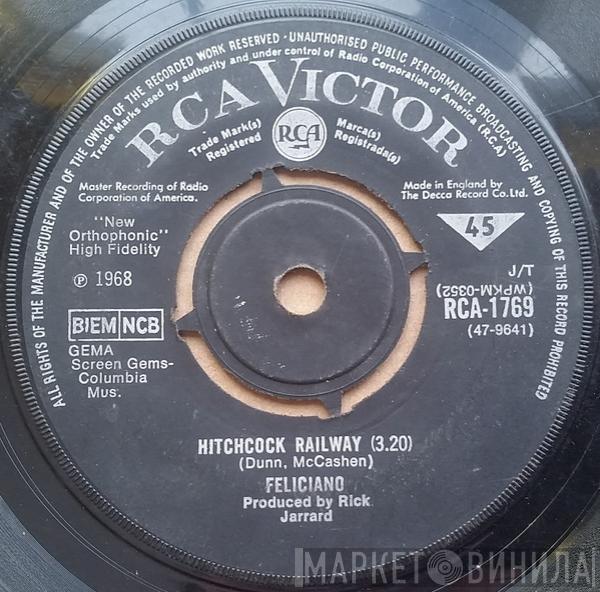 ALL RIGHTS OF THE MANUFACTURER AND OF THE OWNER OF THE RECORDED WORK RESERVED · UNAUTHORISED PUBLIC PERFORMANCE BROADCASTING AND COPYING OF THIS RECORD PROHIBITED
Trade Marks used by authority and under control of Radio Corporation of America (RCA)
RCA VICTOR
Trade Mark(s)
Registered
RCA
Marca(s)
Registrada(s)
Master Recording of Radio
Corporation of America.
Made in England by
The Decca Record Co. Ltd.
"New
Orthophonic"
High Fidelity
45
℗ 1968
J/T
(WPKM-0352)
RCA-1769
(47-9641)
BIEM NCB
GEMA
Screen Gems-
Columbia
Mus.
HITCHCOCK RAILWAY (3.20)
(Dunn, McCashen)
FELICIANO
Produced by Rick
Jarrard
МАРКЕТ ВИНИЛА